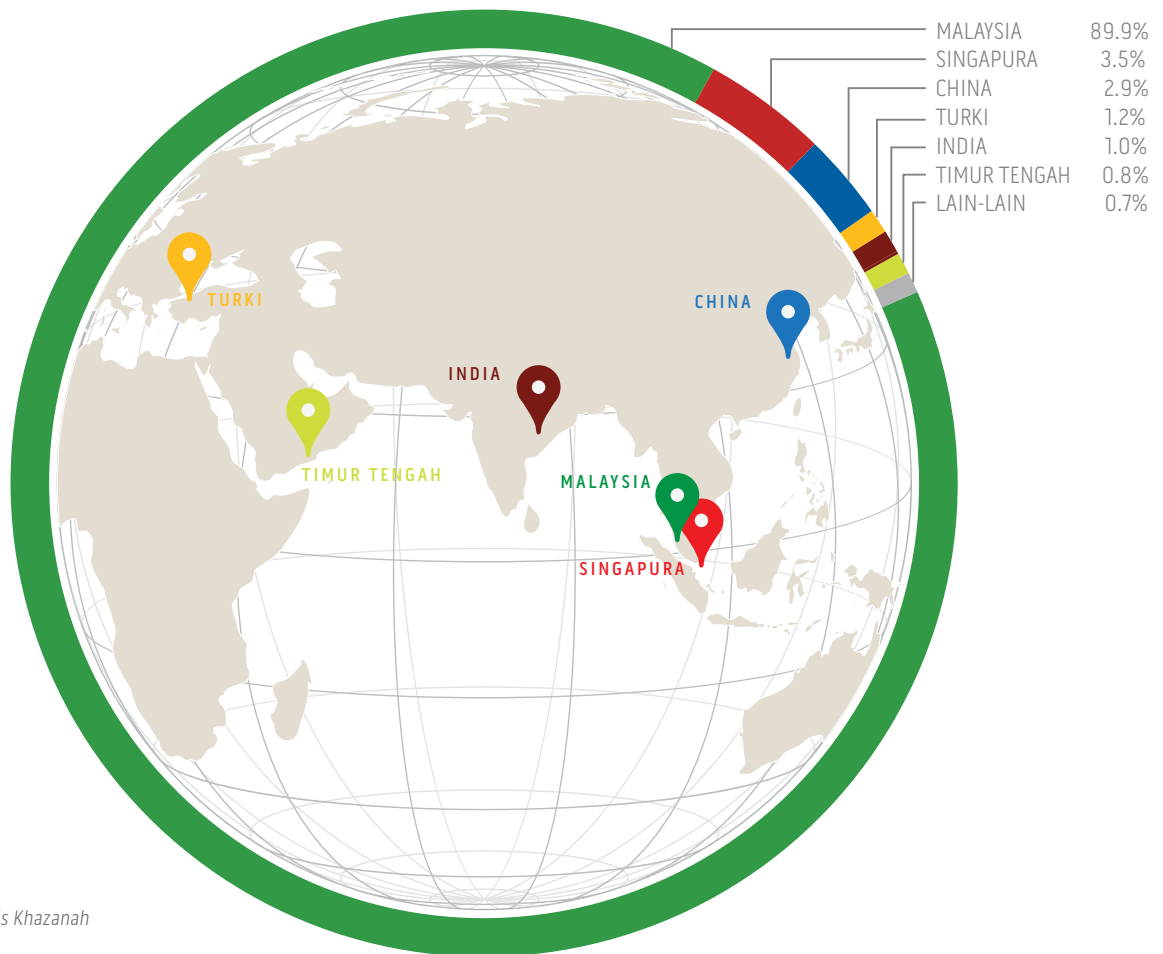 MALAYSIA 89.9%
SINGAPURA 3.5%
CHINA 2.9%
TURKI 1.2%
INDIA 1.0%
TIMUR TENGAH 0.8%
LAIN-LAIN 0.7%
TURKI
CHINA
INDIA
TIMUR TENGAH
MALAYSIA
SINGAPURA
s Khazanah